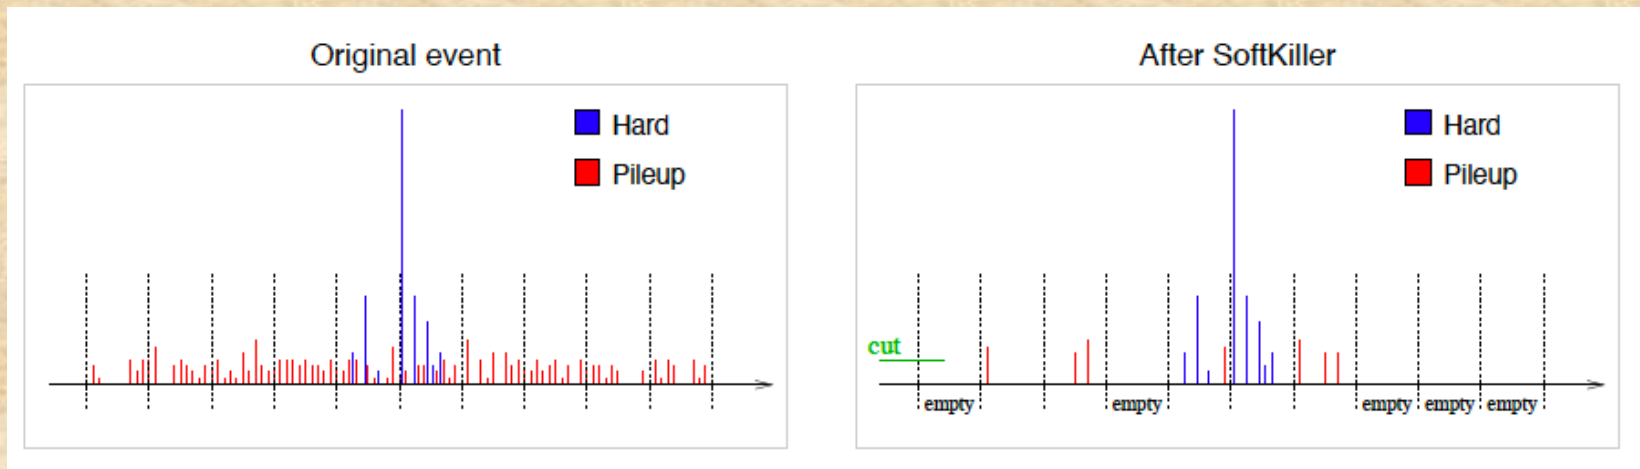 Original event
Hard
Pileup
After SoftKiller
Hard
Pileup
cut
empty
empty
empty
empty
empty